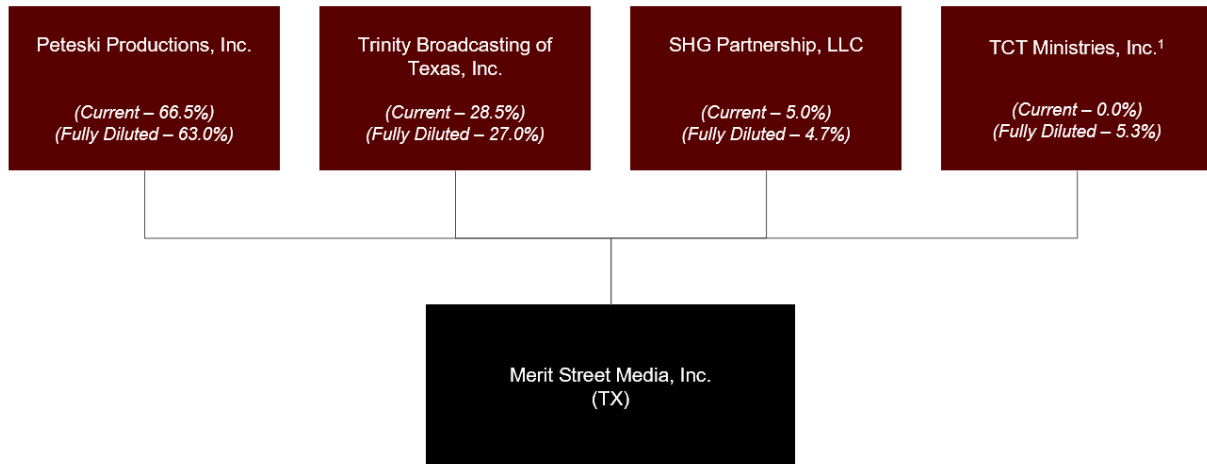 Peteski Productions, Inc.
(Current – 66.5%)
(Fully Diluted – 63.0%)
Trinity Broadcasting of
Texas, Inc.
(Current – 28.5%)
(Fully Diluted – 27.0%)
SHG Partnership, LLC
(Current – 5.0%)
(Fully Diluted – 4.7%)
TCT Ministries, Inc.¹
(Current – 0.0%)
(Fully Diluted – 5.3%)
Merit Street Media, Inc.
(TX)